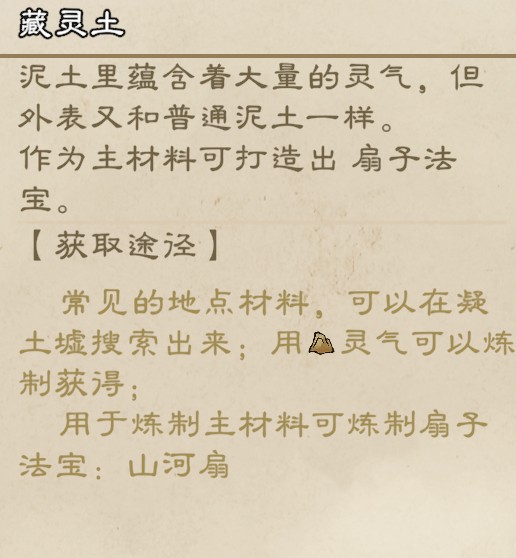 藏灵土
泥土里蕴含着大量的灵气，但
外表又和普通泥土一样。
作为主材料可打造出 扇子法
宝。
【获取途径】
常见的地点材料，可以在凝
土墟搜索出来；用灵气可以炼
制获得；
用于炼制主材料可炼制扇子
法宝：山河扇